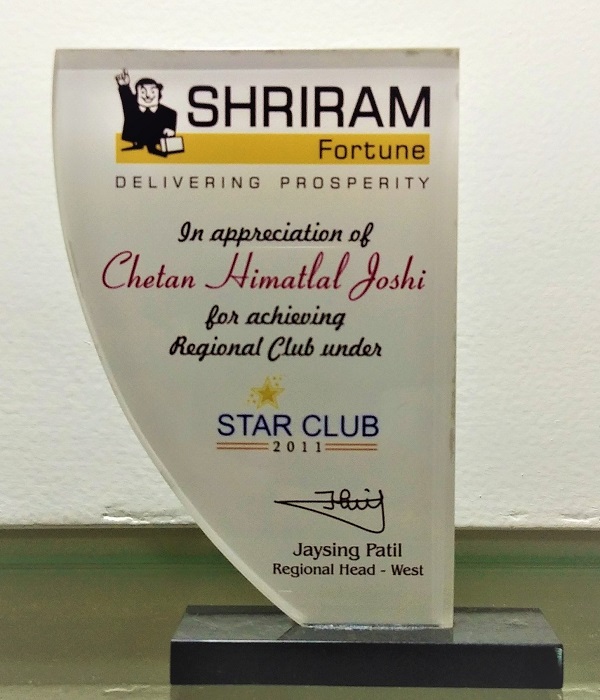 SHRIRAM
Fortune
DELIVERING PROSPERITY
In appreciation of
Chetan Himatlal Joshi
for achieving
Regional Club under
STAR CLUB
2011
Jaysing Patil
Regional Head - West